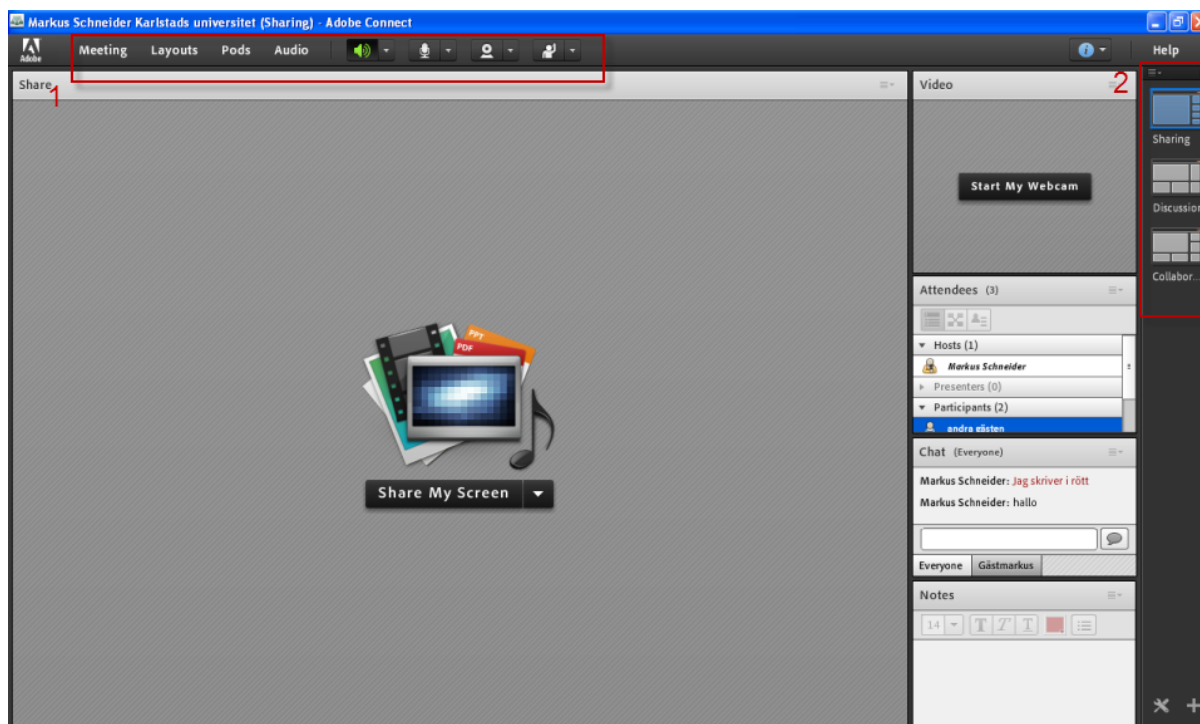 Markus Schneider Karlstads universitet (Sharing) - Adobe Connect
Adobe
Meeting Layouts Pods Audio Help
1
2
Share
PPT
PDF
Share My Screen
Video
Start My Webcam
Attendees (3)
Hosts (1)
Markus Schneider
Presenters (0)
Participants (2)
andra gästen
Chat (Everyone)
Markus Schneider: Jag skriver i rött
Markus Schneider: hallo
Everyone Gästmarkus
Notes
14 T T T
Sharing
Discussion
Collabor...